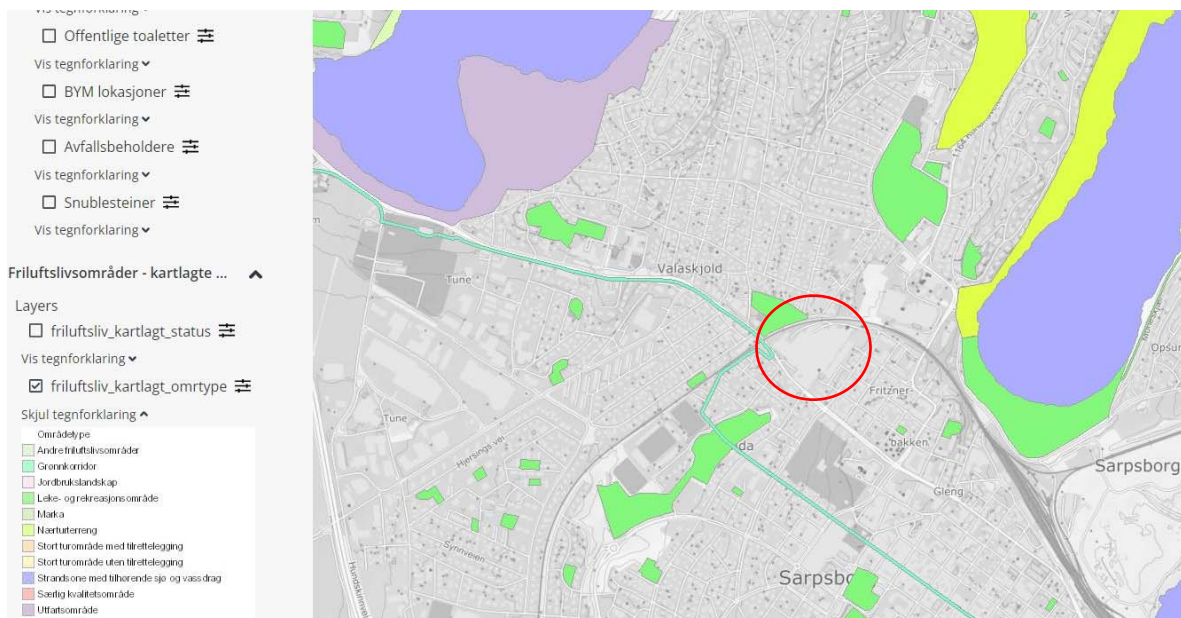 Vis tegnforklaring
Offentlige toaletter
Vis tegnforklaring
BYM lokasjoner
Vis tegnforklaring
Avfallsbeholdere
Vis tegnforklaring
Snublesteiner
Vis tegnforklaring
Friluftslivsområder - kartlagte ...
Layers
friluftsliv_kartlagt_status
Vis tegnforklaring
friluftsliv_kartlagt_omrtype
Skjul tegnforklaring
Områdetype
Andre friluftslivsområder
Grønnkorridor
Jordbrukslandskap
Leke- og rekreasjonsområde
Marka
Nærturterreng
Stort turområde med tilrettelegging
Stort turområde uten tilrettelegging
Strandsone med tilhørende sjø og vassdrag
Særlig kvalitetsområde
Utfartsområde
Valaskjold
Tune
Fritzner-
bakken
Tune
Hjørsings vei
Gleng
Sarpsborg
Synnveien
Hundskinnveien